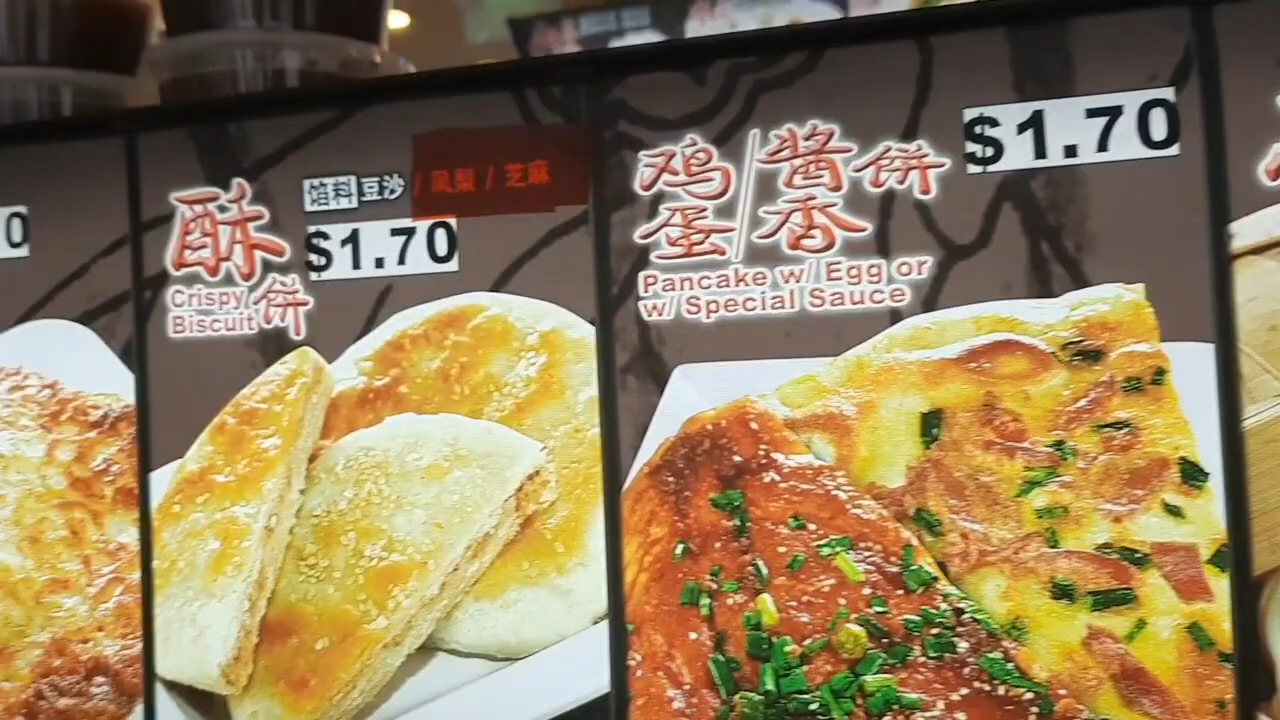 0
酥饼
Crispy
Biscuit
馅料 豆沙 / 凤梨 / 芝麻
$1.70
鸡蛋/酱香饼
Pancake w/ Egg or
w/ Special Sauce
$1.70